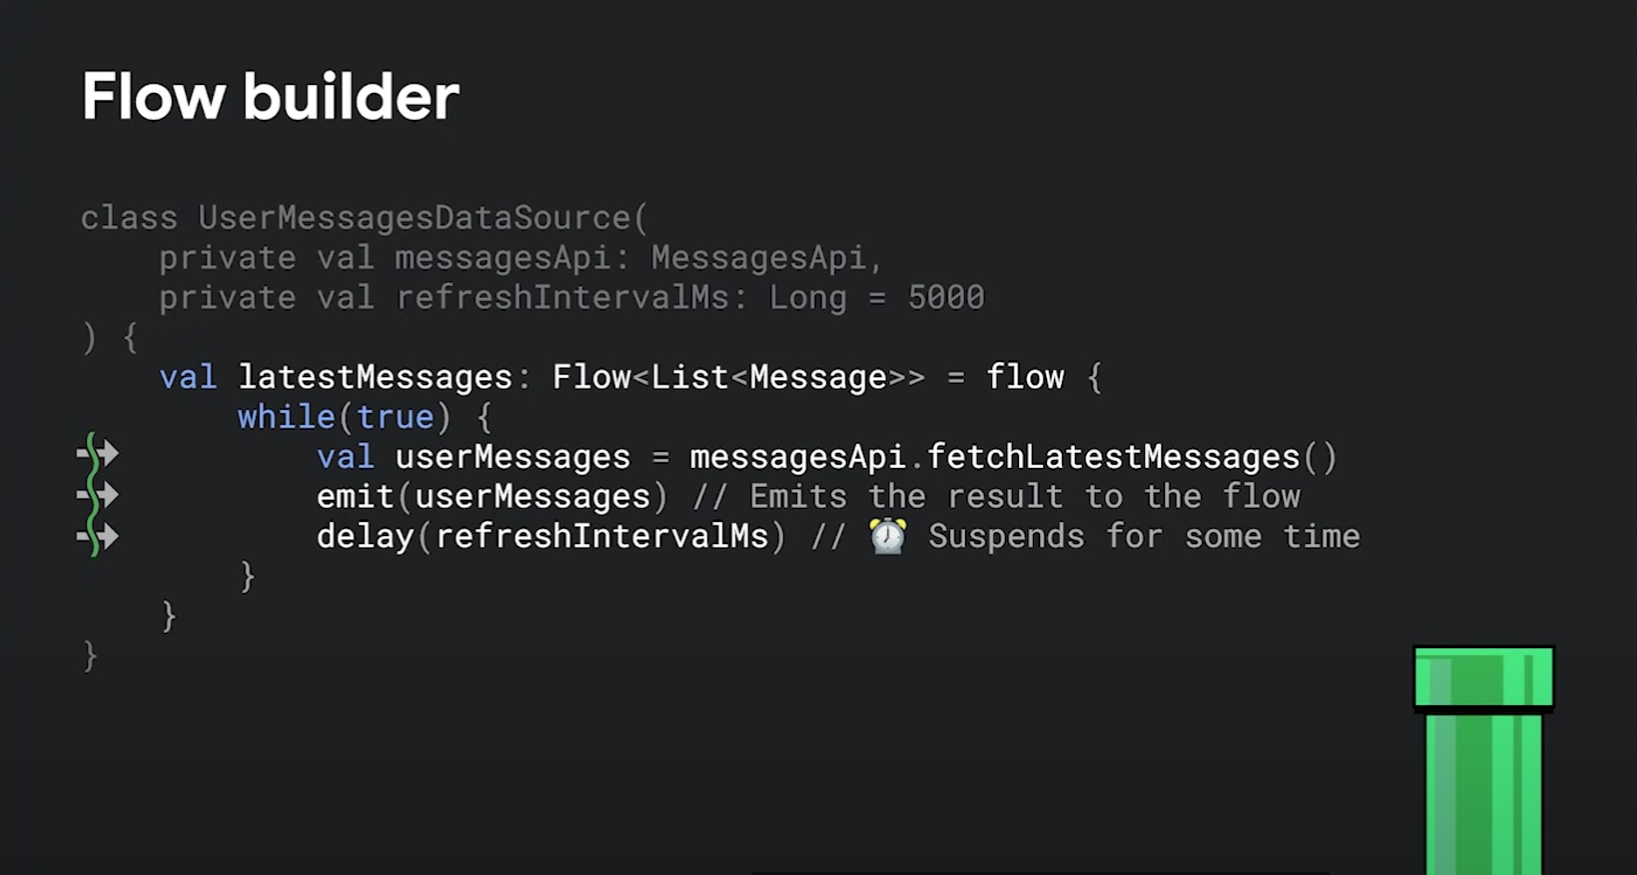 Flow builder
class UserMessagesDataSource(
    private val messagesApi: MessagesApi,
    private val refreshIntervalMs: Long = 5000
) {
    val latestMessages: Flow<List<Message>> = flow {
        while(true) {
            val userMessages = messagesApi.fetchLatestMessages()
            emit(userMessages) // Emits the result to the flow
            delay(refreshIntervalMs) // ⏰ Suspends for some time
        }
    }
}